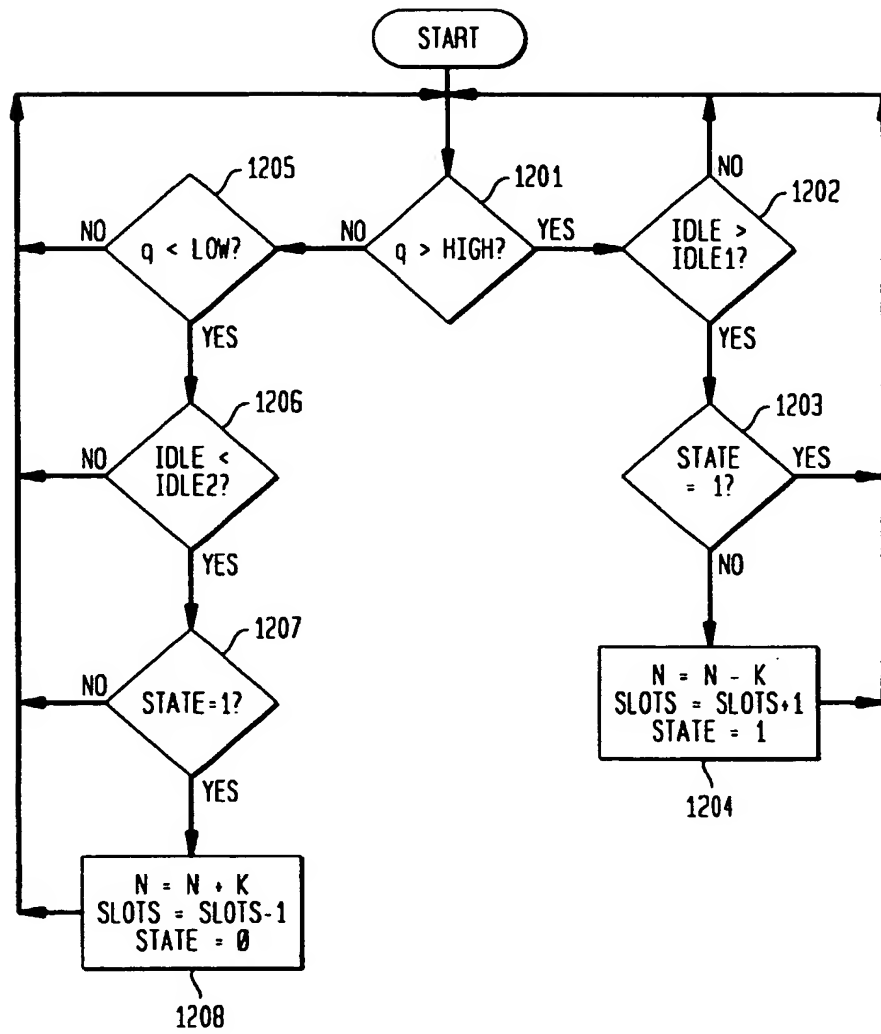 START
1205
1201
1202
NO
q < LOW?
NO
q > HIGH?
YES
IDLE >
IDLE1?
NO
YES
YES
1206
1203
NO
IDLE <
IDLE2?
STATE
= 1?
YES
YES
NO
1207
NO
STATE=1?
N = N - K
SLOTS = SLOTS+1
STATE = 1
YES
1204
N = N + K
SLOTS = SLOTS-1
STATE = 0
1208